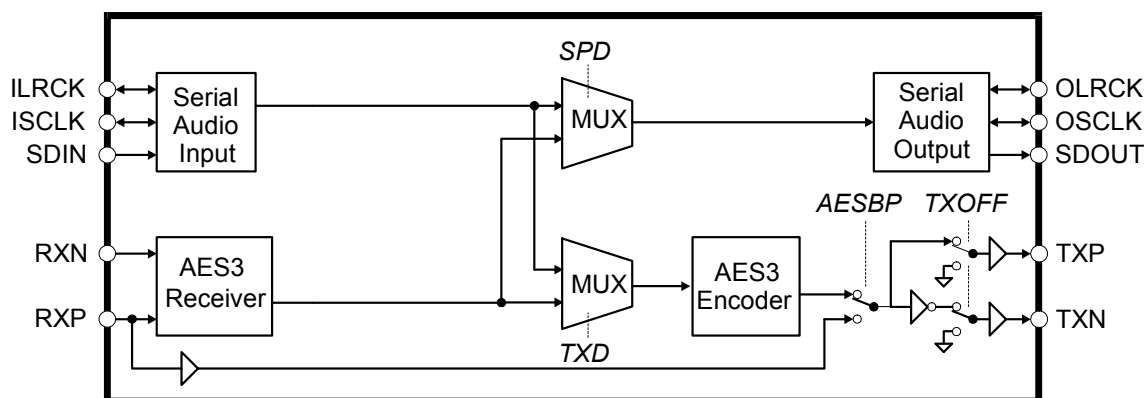 SPD
ILRCK
ISCLK
SDIN
Serial
Audio
Input
MUX
Serial
Audio
Output
OLRCK
OSCLK
SDOUT
AESBP
TXOFF
RXN
RXP
AES3
Receiver
MUX
AES3
Encoder
TXP
TXN
TXD